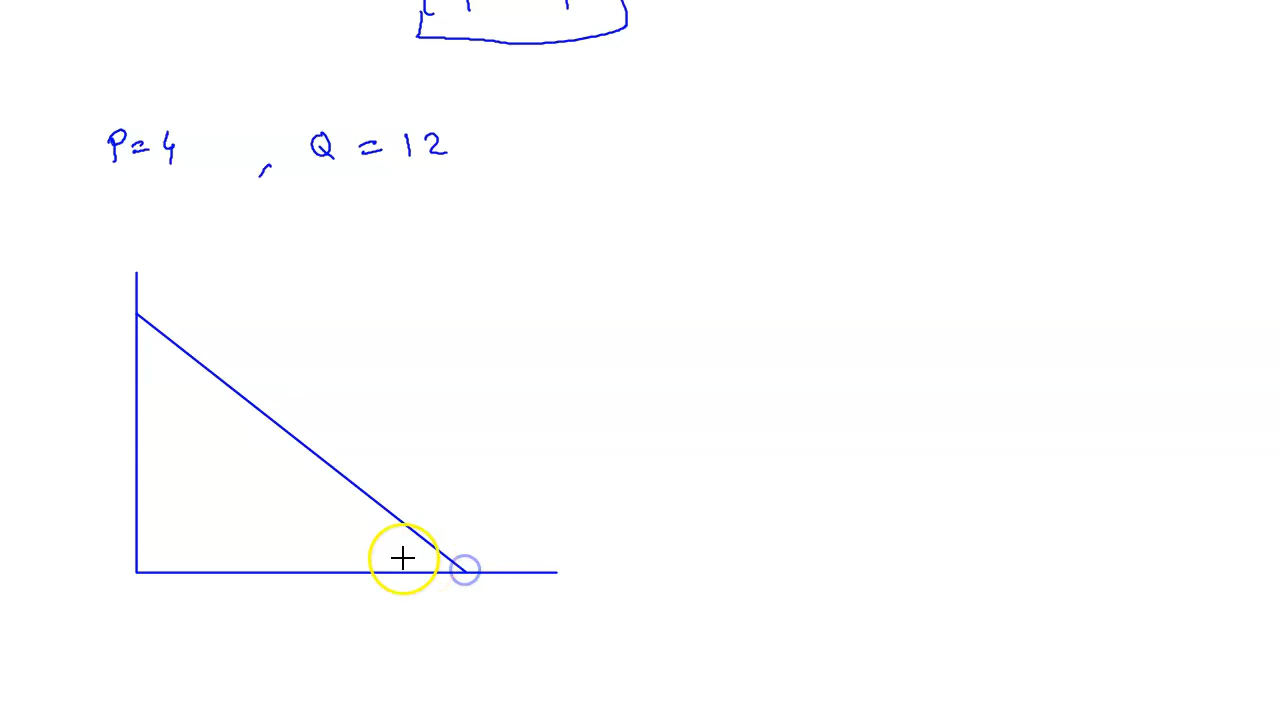 P=4 , Q = 12